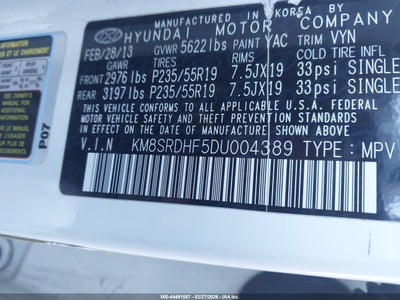 MANUFACTURED IN KOREA BY
HYUNDAI MOTOR COMPANY
FEB/28/13 GVWR 5622lbs PAINT YAC TRIM VYN
GAWR TIRES RIMS COLD TIRE INFL
FRONT 2976 lbs P235/55R19 7.5JX19 33psi SINGLE
REAR 3197 lbs P235/55R19 7.5JX19 33psi SINGLE
THIS VEHICLE CONFORMS TO ALL APPLICABLE U.S.A. FEDERAL
MOTOR VEHICLE SAFETY AND THEFT PREVENTION STANDARDS
IN EFFECT ON THE DATE OF MANUFACTURE SHOWN ABOVE
V.I.N KM8SRDHF5DU004389 TYPE : MPV
P07